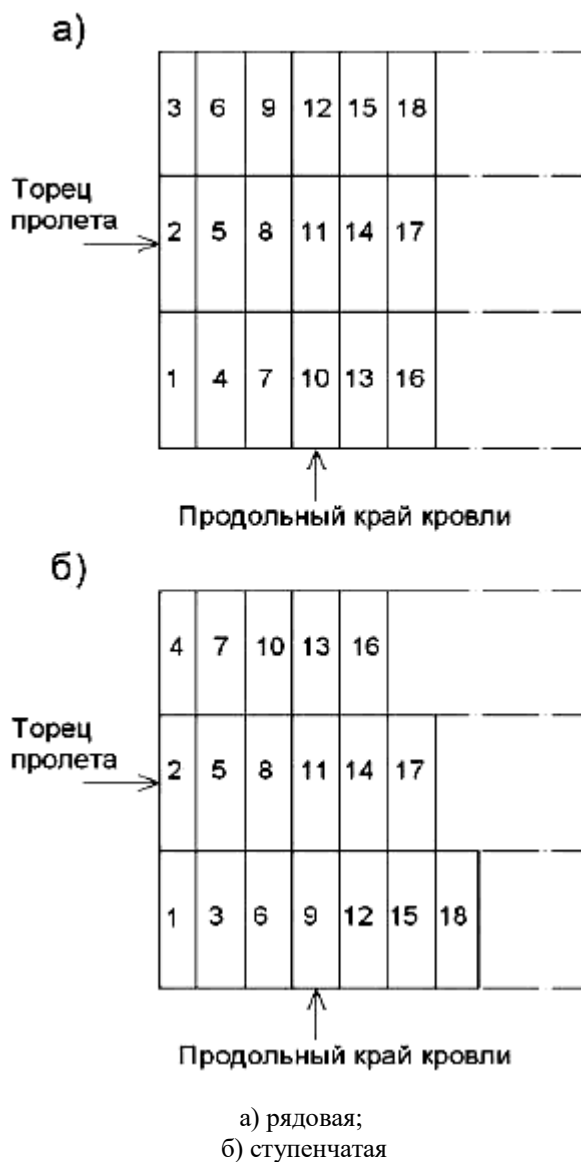 а)
3 6 9 12 15 18
Торец
пролета
2 5 8 11 14 17
1 4 7 10 13 16
Продольный край кровли
б)
4 7 10 13 16
Торец
пролета
2 5 8 11 14 17
1 3 6 9 12 15 18
Продольный край кровли
а) рядовая;
б) ступенчатая